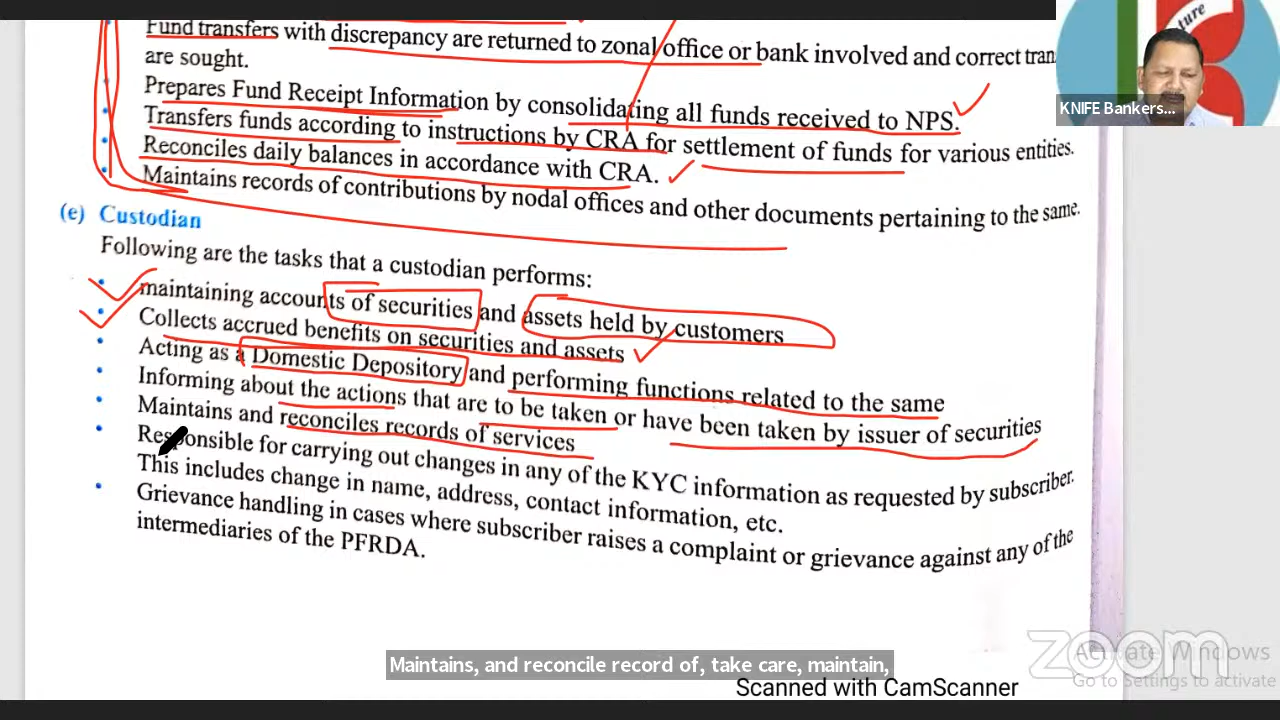 ture
KNIFE Bankers...
Fund transfers with discrepancy are returned to zonal office or bank involved and correct tran
are sought.
Prepares Fund Receipt Information by consolidating all funds received to NPS.
Transfers funds according to instructions by CRA for settlement of funds for various entities.
Reconciles daily balances in accordance with CRA.
Maintains records of contributions by nodal offices and other documents pertaining to the same.
(e) Custodian
Following are the tasks that a custodian performs:
• maintaining accounts of securities and assets held by customers
• Collects accrued benefits on securities and assets
• Acting as a Domestic Depository and performing functions related to the same
• Informing about the actions that are to be taken or have been taken by issuer of securities
• Maintains and reconciles records of services
• Responsible for carrying out changes in any of the KYC information as requested by subscriber.
This includes change in name, address, contact information, etc.
• Grievance handling in cases where subscriber raises a complaint or grievance against any of the
intermediaries of the PFRDA.
zoom
Activate Windows
Go to Settings to activate
Maintains, and reconcile record of, take care, maintain,
Scanned with CamScanner